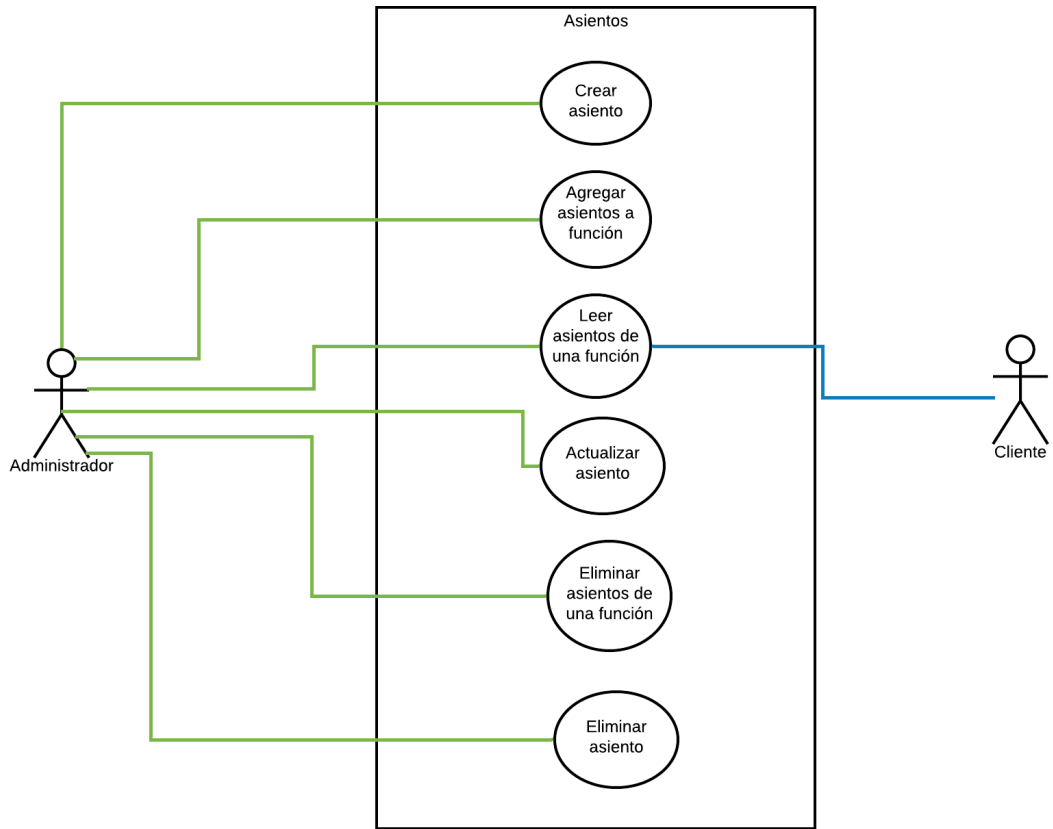 Asientos
Crear
asiento
Agregar
asientos a
función
Leer
asientos de
una función
Actualizar
asiento
Eliminar
asientos de
una función
Eliminar
asiento
Administrador
Cliente